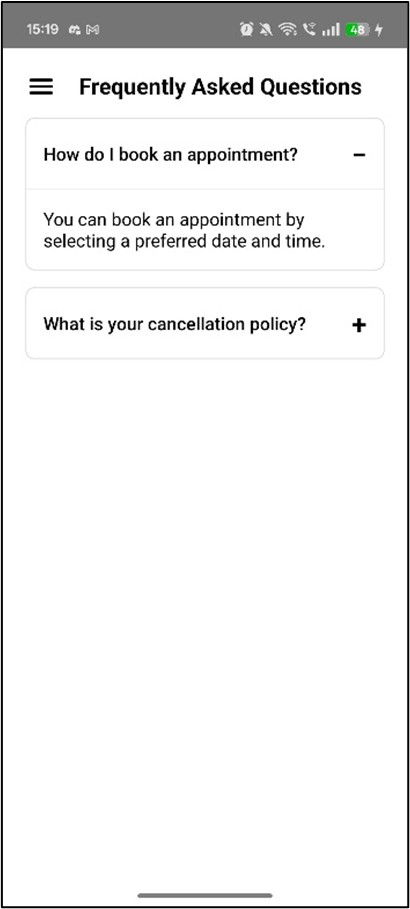 15:19 48
Frequently Asked Questions
How do I book an appointment?
You can book an appointment by
selecting a preferred date and time.
What is your cancellation policy?